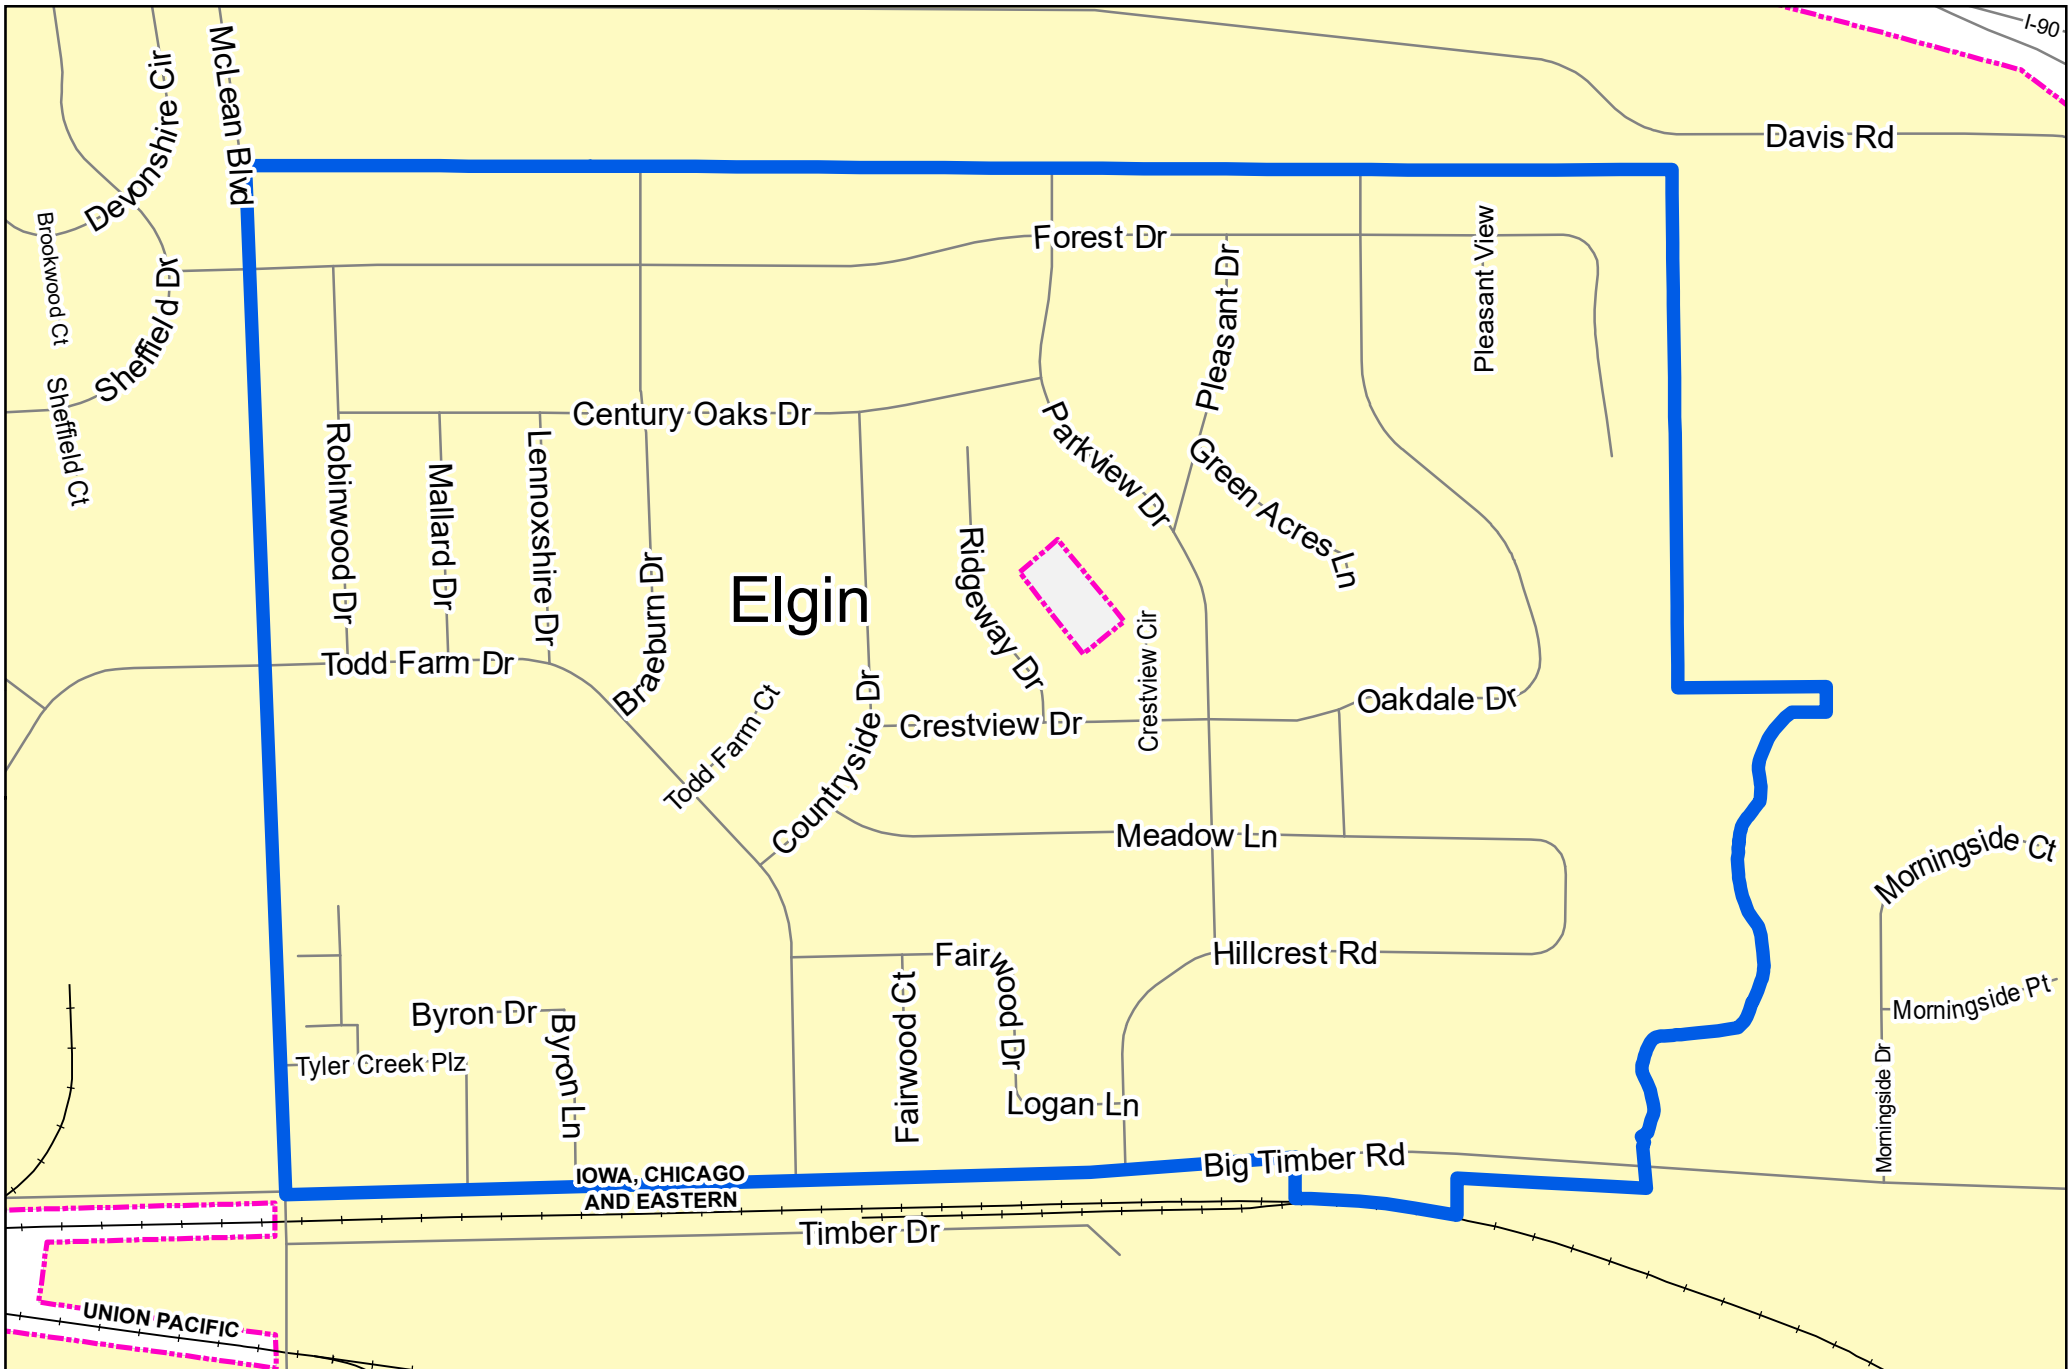 I-90
McLean Blvd
Devonshire Cir
Davis Rd
Brookwood Ct
Sheffield Dr
Sheffield Ct
Forest Dr
Pleasant Dr
Pleasant View
Century Oaks Dr
Parkview Dr
Green Acres Ln
Robinwood Dr
Mallard Dr
Lennoxshire Dr
Braeburn Dr
Elgin
Ridgeway Dr
Crestview Cir
Todd Farm Dr
Todd Farm Ct
Countryside Dr
Crestview Dr
Oakdale Dr
Meadow Ln
Morningside Ct
Hillcrest Rd
Fairwood Dr
Fairwood Ct
Byron Dr
Byron Ln
Tyler Creek Plz
Morningside Pt
Morningside Dr
Logan Ln
Big Timber Rd
IOWA, CHICAGO
AND EASTERN
Timber Dr
UNION PACIFIC